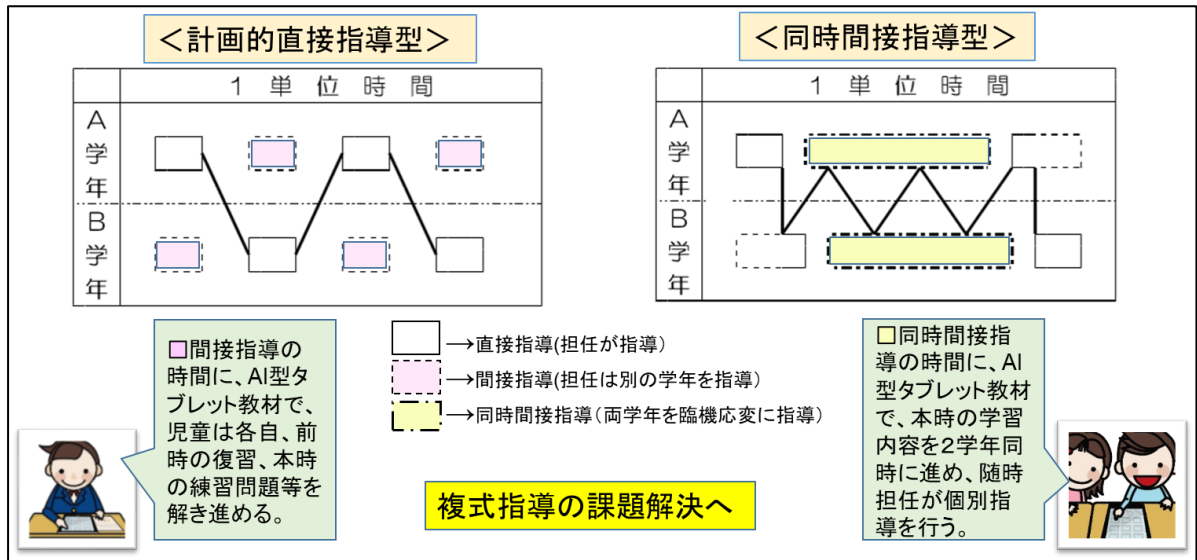 ＜計画的直接指導型＞
１単位時間
A学年
B学年
＜同時間接指導型＞
１単位時間
A学年
B学年
→直接指導(担任が指導)
→間接指導(担任は別の学年を指導)
→同時間接指導(両学年を臨機応変に指導)
□間接指導の
時間に、AI型タ
ブレット教材で、
児童は各自、前
時の復習、本時
の練習問題等を
解き進める。
□同時間接指
導の時間に、AI
型タブレット教材
で、本時の学習
内容を２学年同
時に進め、随時
担任が個別指
導を行う。
複式指導の課題解決へ